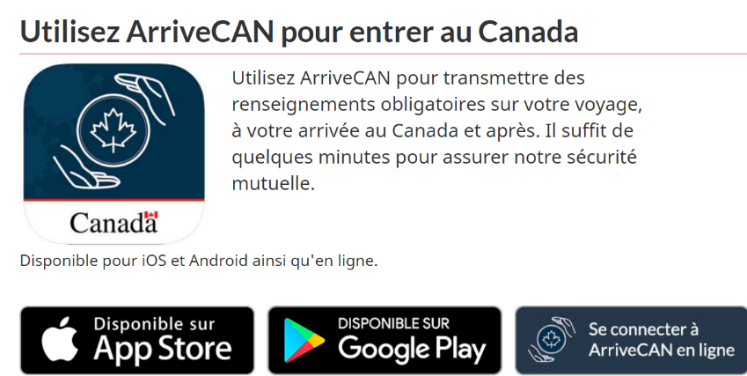 Utilisez ArriveCAN pour entrer au Canada
Utilisez ArriveCAN pour transmettre des
renseignements obligatoires sur votre voyage,
à votre arrivée au Canada et après. Il suffit de
quelques minutes pour assurer notre sécurité
mutuelle.
Canada
Disponible pour iOS et Android ainsi qu'en ligne.
Disponible sur
App Store
DISPONIBLE SUR
Google Play
Se connecter à
ArriveCAN en ligne